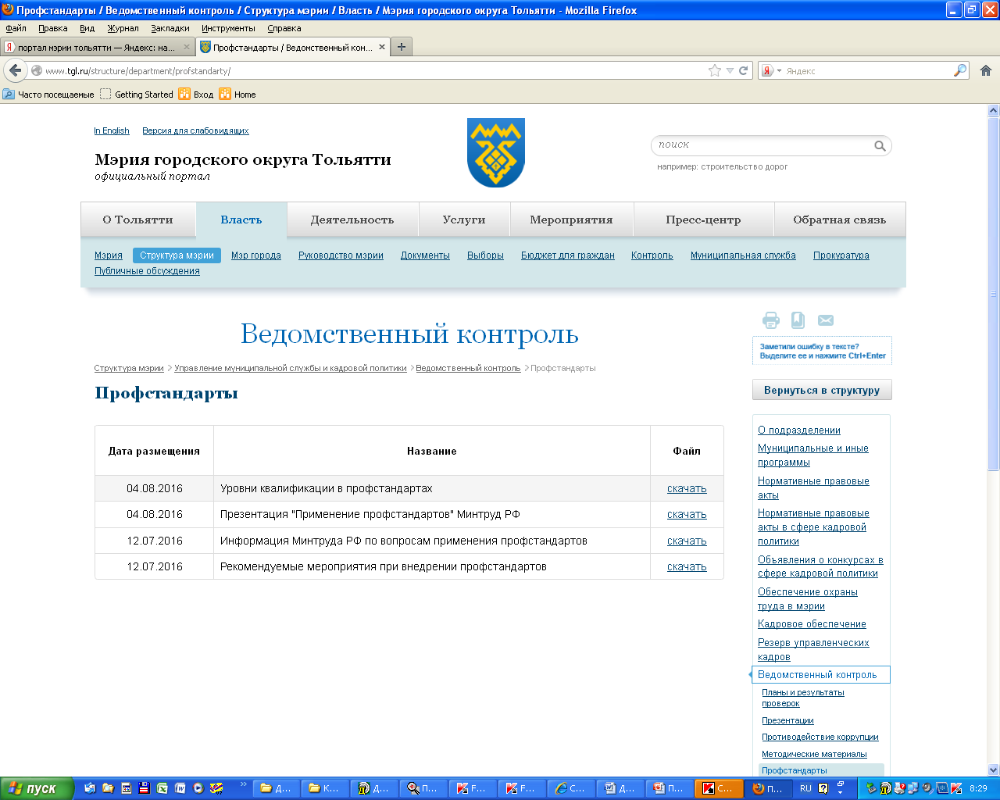 Профстандарты / Ведомственный контроль / Структура мэрии / Власть / Мэрия городского округа Тольятти - Mozilla Firefox
Файл Правка Вид Журнал Закладки Инструменты Справка
портал мэрии тольятти — Яндекс: на...
Профстандарты / Ведомственный кон...
www.tgl.ru/structure/department/profstandarty/
Яндекс
Часто посещаемые Getting Started Вход Home
In English Версия для слабовидящих
Мэрия городского округа Тольятти
официальный портал
поиск
например: строительство дорог
О Тольятти Власть Деятельность Услуги Мероприятия Пресс-центр Обратная связь
Мэрия Структура мэрии Мэр города Руководство мэрии Документы Выборы Бюджет для граждан Контроль Муниципальная служба Прокуратура
Публичные обсуждения
Ведомственный контроль
Структура мэрии > Управление муниципальной службы и кадровой политики > Ведомственный контроль > Профстандарты
Профстандарты
Дата размещения Название Файл
04.08.2016 Уровни квалификации в профстандартах скачать
04.08.2016 Презентация "Применение профстандартов" Минтруд РФ скачать
12.07.2016 Информация Минтруда РФ по вопросам применения профстандартов скачать
12.07.2016 Рекомендуемые мероприятия при внедрении профстандартов скачать
Заметили ошибку в тексте?
Выделите ее и нажмите Ctrl+Enter
Вернуться в структуру
О подразделении
Муниципальные и иные
программы
Нормативные правовые
акты
Нормативные правовые
акты в сфере кадровой
политики
Объявления о конкурсах в
сфере кадровой политики
Обеспечение охраны
труда в мэрии
Кадровое обеспечение
Резерв управленческих
кадров
Ведомственный контроль
Планы и результаты
проверок
Презентации
Противодействие коррупции
Методические материалы
Профстандарты
пуск Д... К... Д... П... F... F... С... Д... П... С... П... RU 8:29